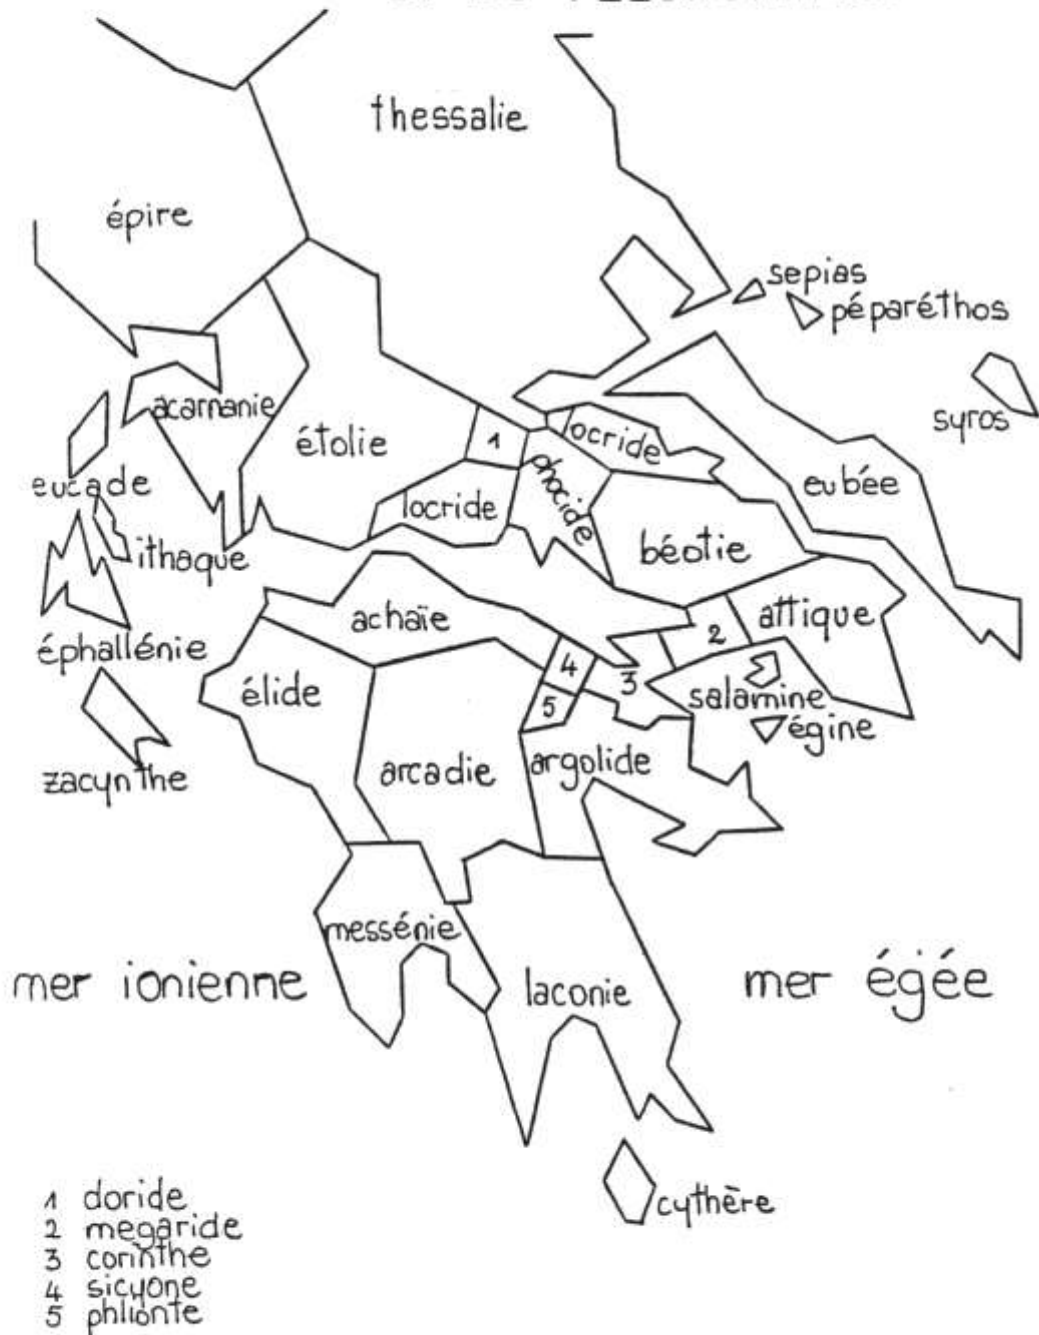 thessalie
épire
sepias
péparéthos
syros
acarnanie
étolie
1
locride
ocride
phocide
eubée
eucade
ithaque
béotie
achaïe
attique
2
éphallénie
élide
4
3
5
salamine
égine
zacynthe
arcadie
argolide
messénie
mer ionienne
laconie
mer égée
cythère
1 doride
2 megaride
3 corinthe
4 sicyone
5 phlionte